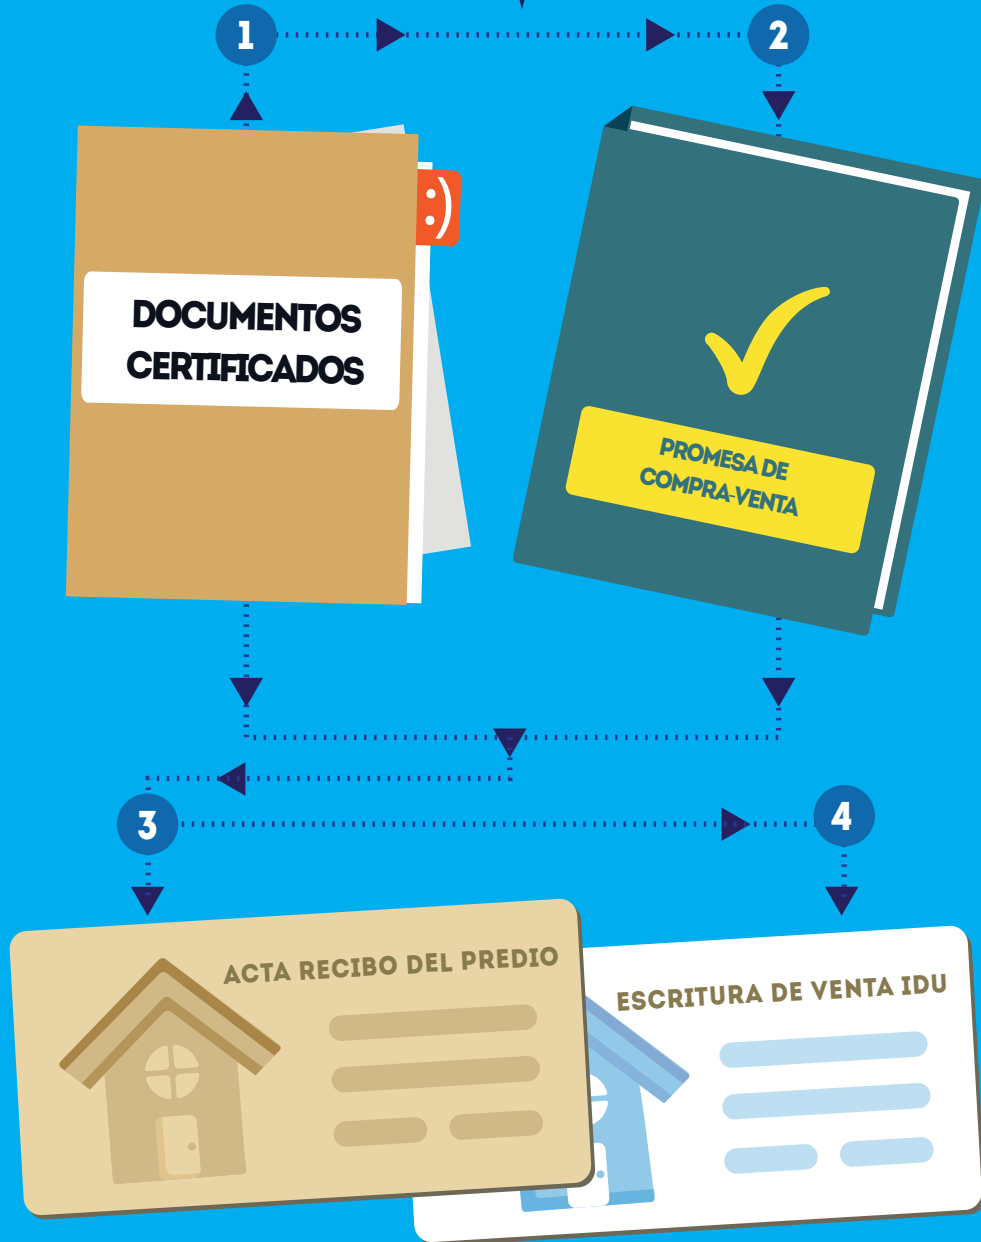 1
2
:)
DOCUMENTOS
CERTIFICADOS
PROMESA DE
COMPRA-VENTA
3
4
ACTA RECIBO DEL PREDIO
ESCRITURA DE VENTA IDU